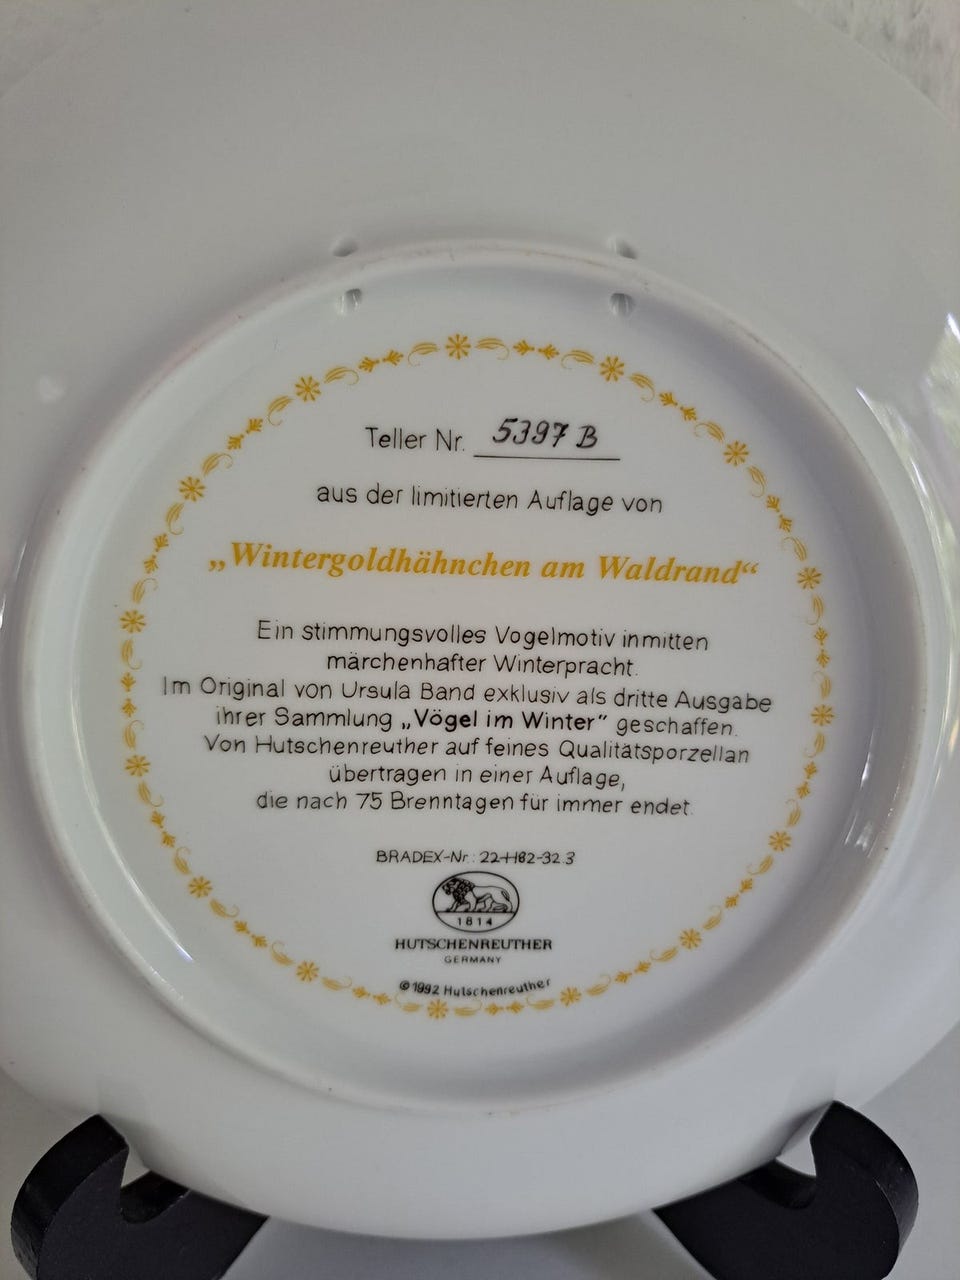 Teller Nr. 5397 B
aus der limitierten Auflage von
„Wintergoldhähnchen am Waldrand“
Ein stimmungsvolles Vogelmotiv inmitten
märchenhafter Winterpracht.
Im Original von Ursula Band exklusiv als dritte Ausgabe
ihrer Sammlung „Vögel im Winter” geschaffen.
Von Hutschenreuther auf feines Qualitätsporzellan
übertragen in einer Auflage,
die nach 75 Brenntagen für immer endet.
BRADEX-Nr.: 22-H82-32.3
1814
HUTSCHENREUTHER
GERMANY
©1992 Hutschenreuther